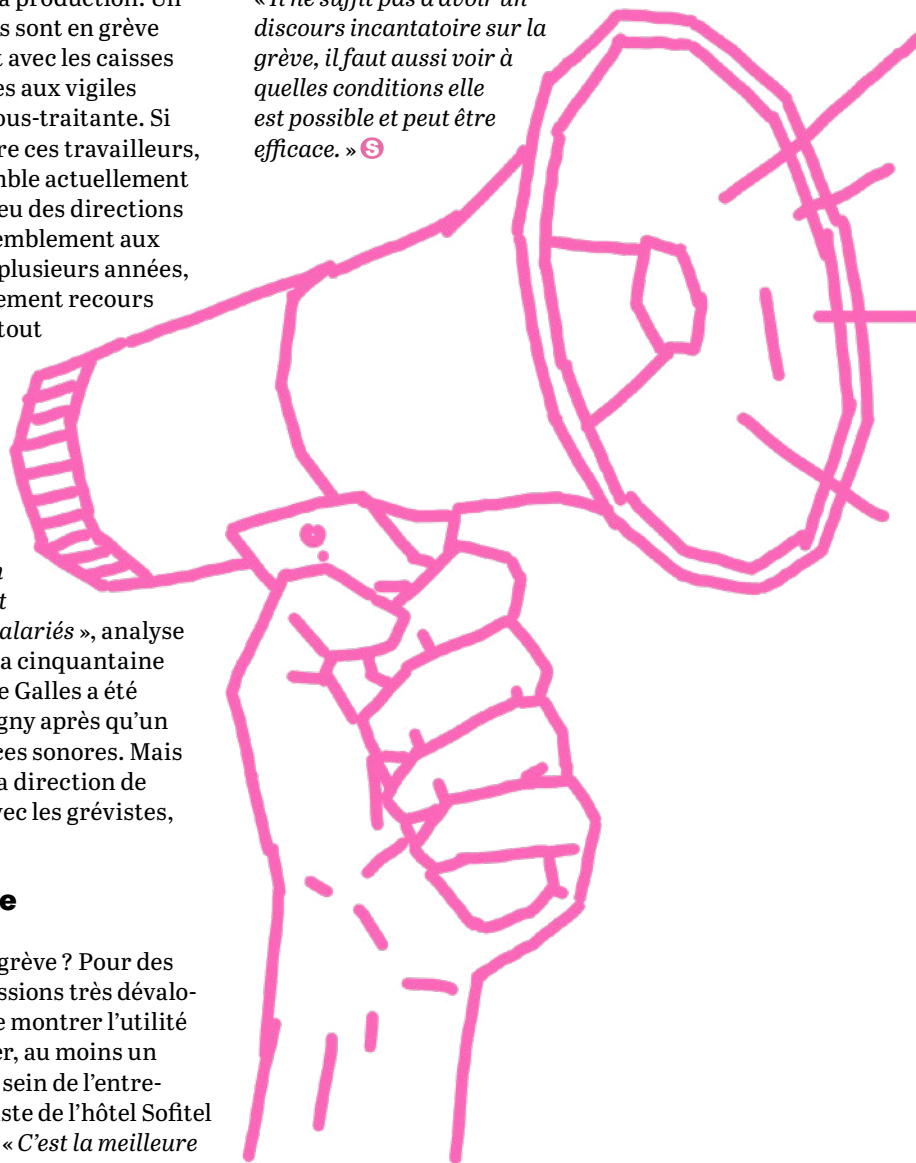 a production. Un
s sont en grève
t avec les caisses
es aux vigiles
ous-traitante. Si
re ces travailleurs,
mble actuellement
eu des directions
emblement aux
plusieurs années,
ement recours
tout
n
t
alariés », analyse
a cinquantaine
e Galles a été
gny après qu’un
ces sonores. Mais
a direction de
vec les grévistes,
e
grève ? Pour des
ssions très dévalo-
e montrer l’utilité
er, au moins un
sein de l’entre-
ste de l’hôtel Sofitel
« C’est la meilleure
« Il ne suffit pas d’avoir un
discours incantatoire sur la
grève, il faut aussi voir à
quelles conditions elle
est possible et peut être
efficace. » S